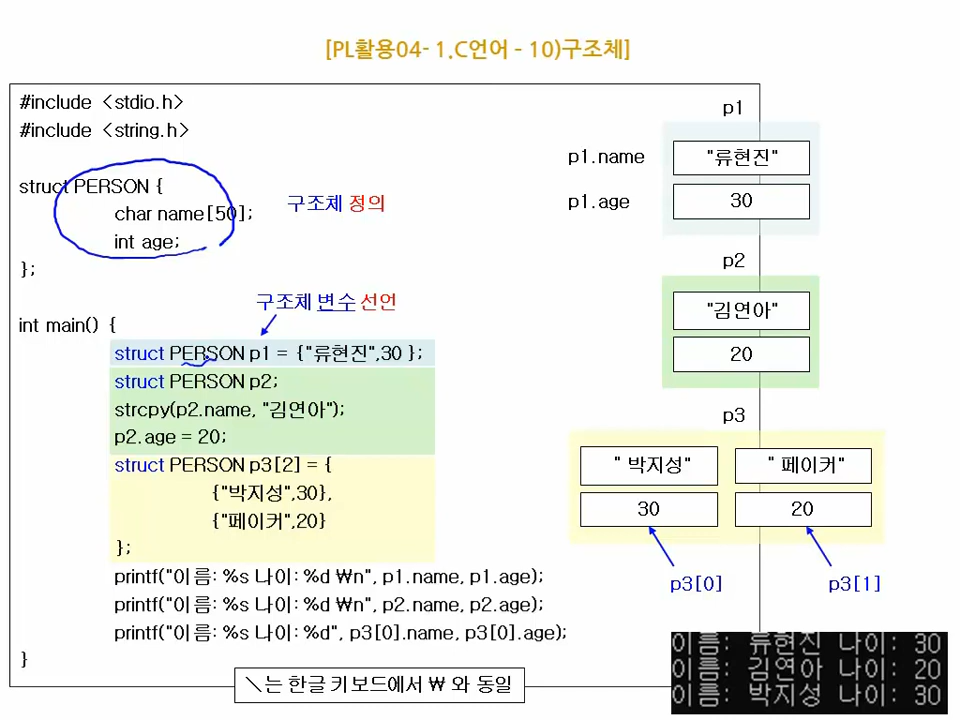 [PL활용04- 1.C언어 - 10)구조체]
#include <stdio.h>
#include <string.h>
struct PERSON {
char name[50];
int age;
};
구조체 정의
구조체 변수 선언
int main() {
struct PERSON p1 = {"류현진",30 };
struct PERSON p2;
strcpy(p2.name, "김연아");
p2.age = 20;
struct PERSON p3[2] = {
{"박지성",30},
{"페이커",20}
};
printf("이름: %s 나이: %d ₩n", p1.name, p1.age);
printf("이름: %s 나이: %d ₩n", p2.name, p2.age);
printf("이름: %s 나이: %d", p3[0].name, p3[0].age);
}
\는 한글 키보드에서 ₩ 와 동일
p1
p1.name "류현진"
p1.age 30
p2
"김연아"
20
p3
" 박지성" " 페이커"
30 20
p3[0] p3[1]
이름: 류현진 나이: 30
이름: 김연아 나이: 20
이름: 박지성 나이: 30